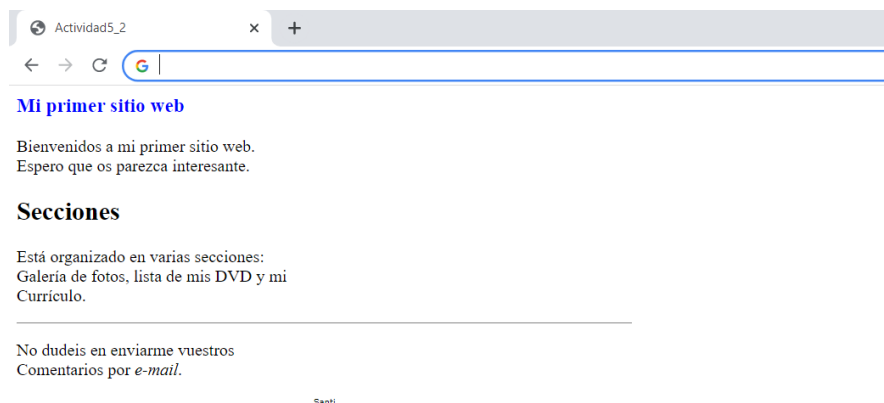 Actividad5_2
Mi primer sitio web
Bienvenidos a mi primer sitio web.
Espero que os parezca interesante.
Secciones
Está organizado en varias secciones:
Galería de fotos, lista de mis DVD y mi
Currículo.
No dudeis en enviarme vuestros
Comentarios por e-mail.
Santi